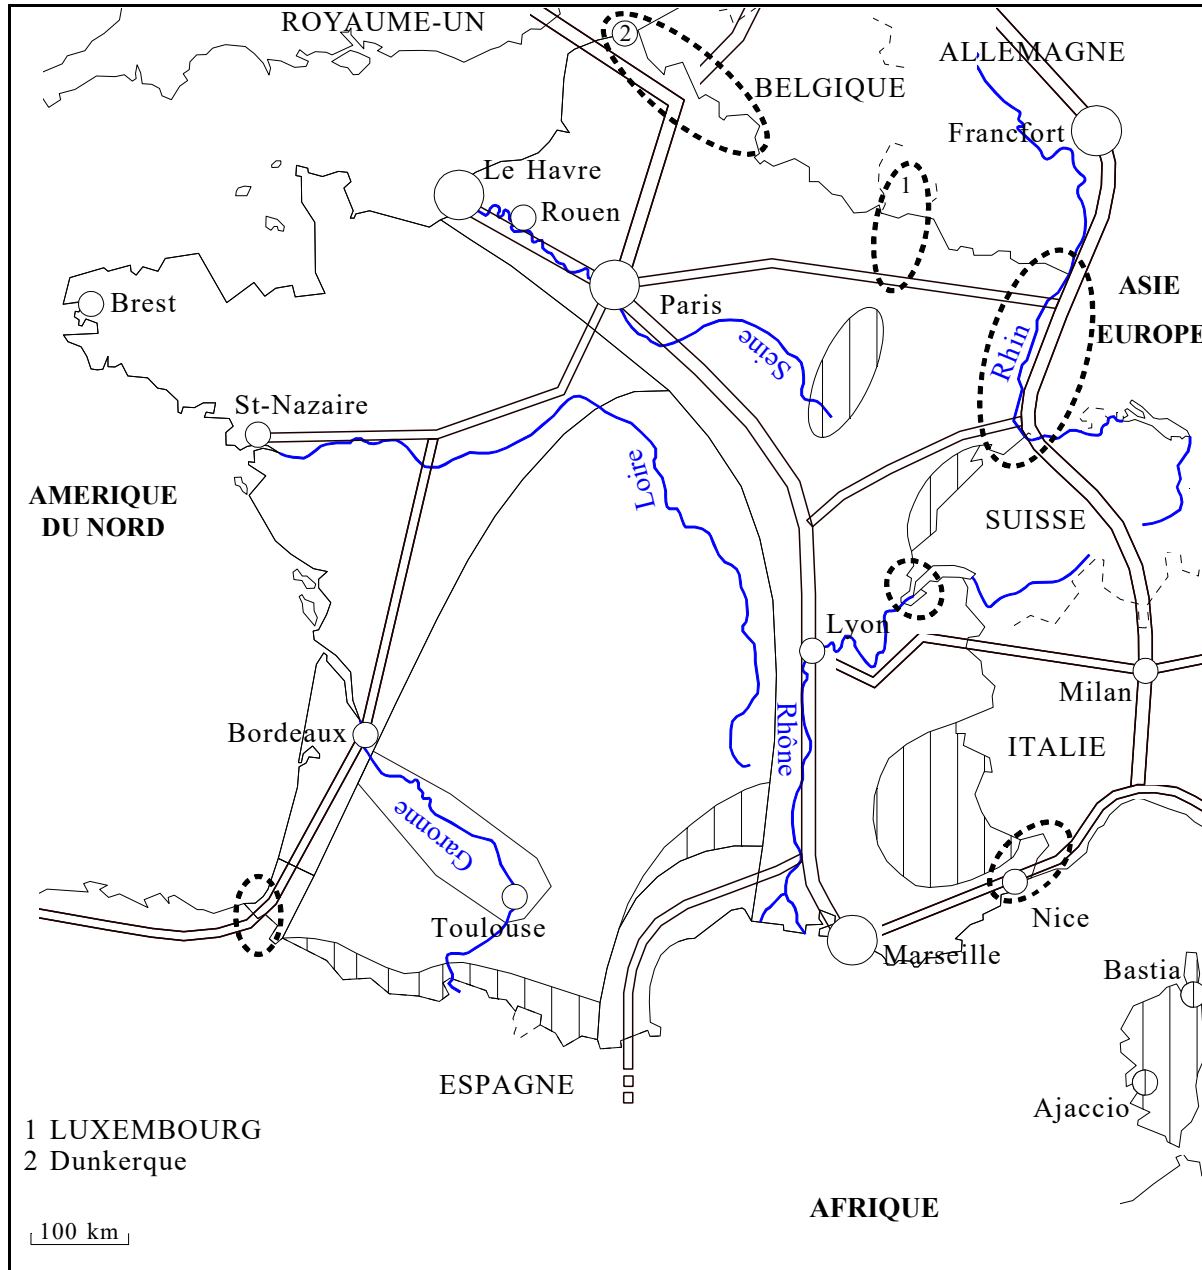 ROYAUME-UN
2
ALLEMAGNE
BELGIQUE
Francfort
Le Havre
1
Rouen
ASIE
Brest
Paris
EUROPE
Rhin
Seine
St-Nazaire
Loire
AMÉRIQUE
DU NORD
SUISSE
Lyon
Milan
Bordeaux
Rhône
ITALIE
Garonne
Toulouse
Nice
Marseille
Bastia
ESPAGNE
Ajaccio
1 LUXEMBOURG
2 Dunkerque
AFRIQUE
100 km